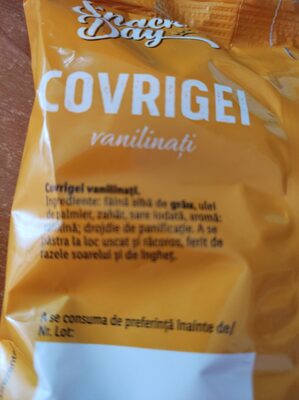 Snack
Day
COVRIGEI
vanilinați
Covrigei vanilinați.
Ingrediente: făină albă de grâu, ulei
de palmier, zahăr, sare iodată, aromă:
vanilină; drojdie de panificație. A se
păstra la loc uscat și răcoros, ferit de
razele soarelui și de îngheț.
A se consuma de preferință înainte de/
Nr. Lot: